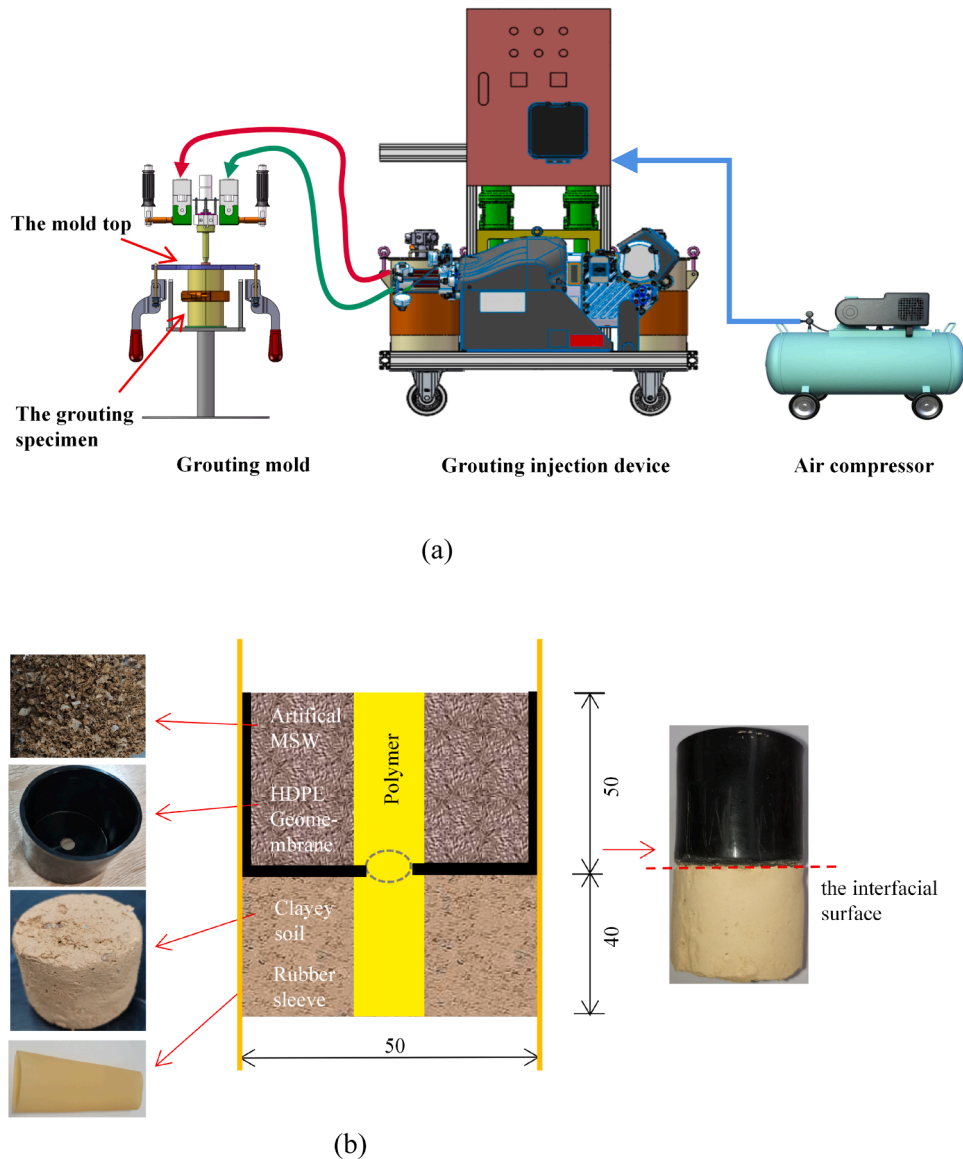 The mold top
The grouting
specimen
Grouting mold
Grouting injection device
Air compressor
(a)
Artifical
MSW
HDPE
Geome-
mbrane
Polymer
Clayey
soil
Rubber
sleeve
50
40
50
the interfacial
surface
(b)